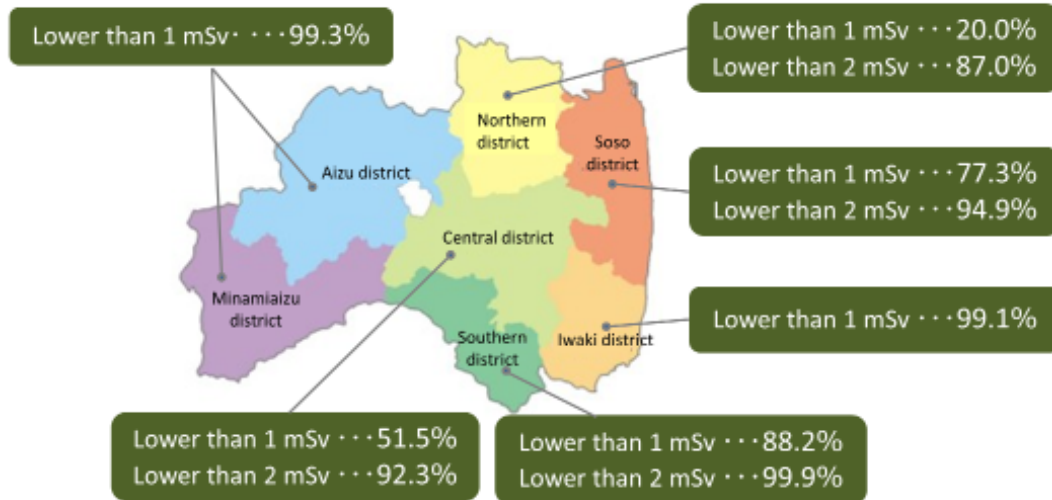 Lower than 1 mSv· ···99.3%
Lower than 1 mSv ···20.0%
Lower than 2 mSv ···87.0%
Northern
district
Soso
district
Aizu district
Lower than 1 mSv ···77.3%
Lower than 2 mSv ···94.9%
Central district
Minamiaizu
district
Lower than 1 mSv ···99.1%
Southern
district
Iwaki district
Lower than 1 mSv ···51.5%
Lower than 2 mSv ···92.3%
Lower than 1 mSv ···88.2%
Lower than 2 mSv ···99.9%